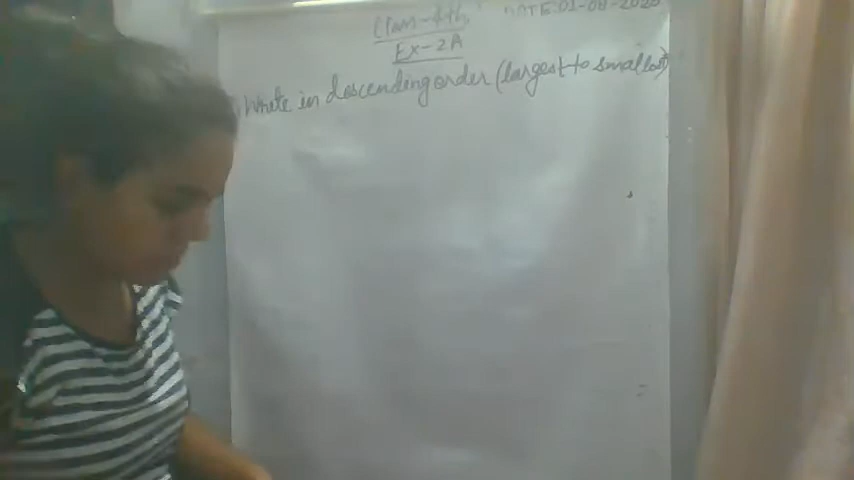 Class-4th DATE:01-08-2020
Ex-2A
Write in descending order (largest to smallest)